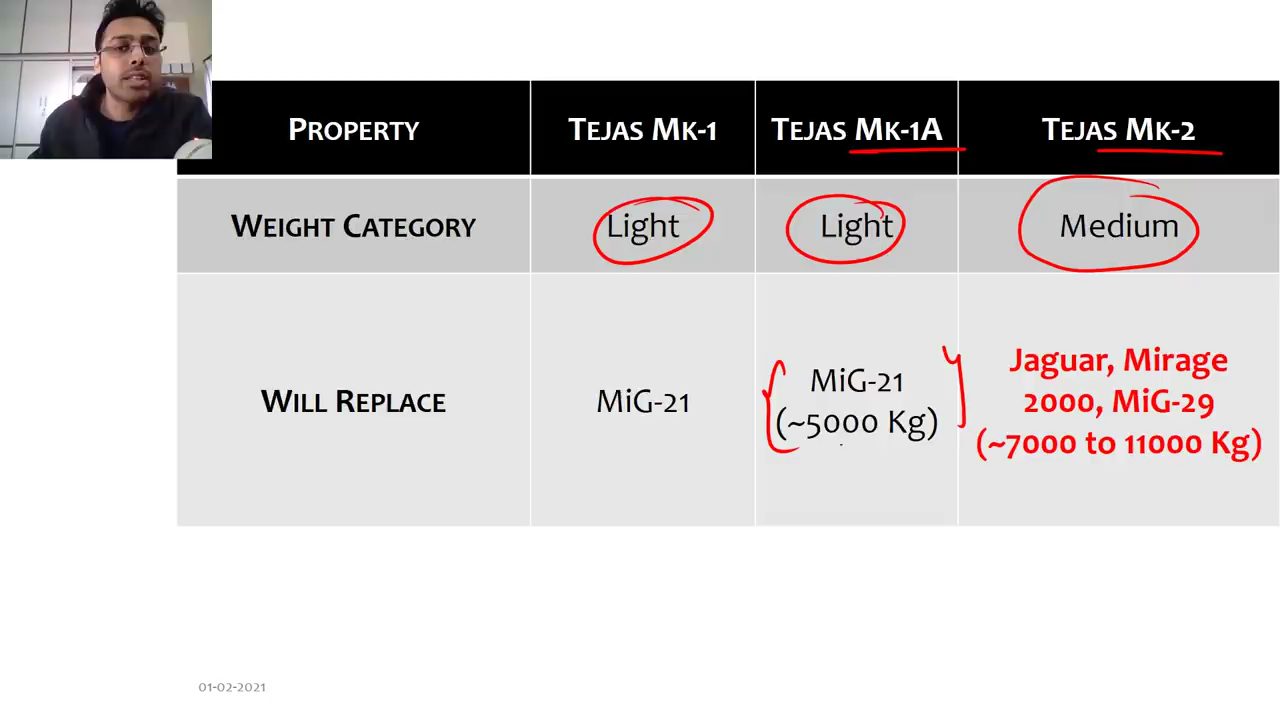 PROPERTY TEJAS MK-1 TEJAS MK-1A TEJAS MK-2
WEIGHT CATEGORY Light Light Medium
WILL REPLACE MiG-21
MiG-21
(~5000 Kg)
Jaguar, Mirage
2000, MiG-29
(~7000 to 11000 Kg)
01-02-2021